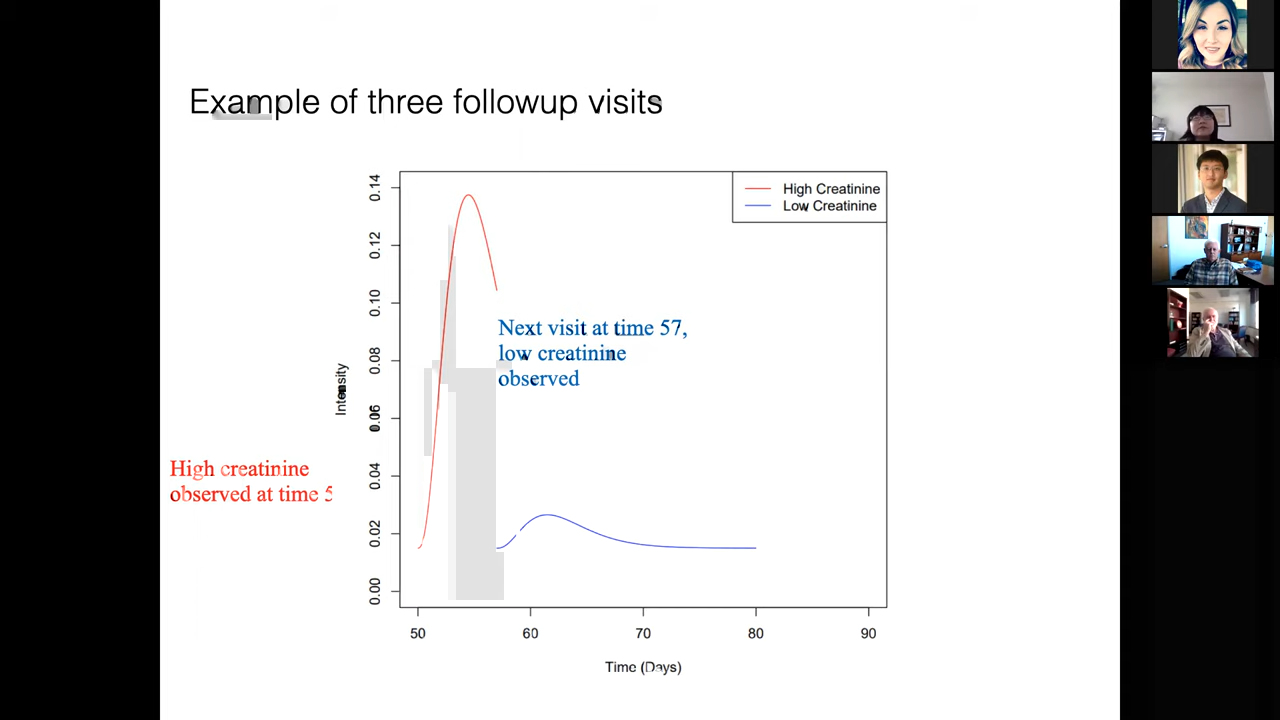 Example of three followup visits
High Creatinine
Low Creatinine
0.14
0.12
0.10
0.08
0.06
0.04
0.02
0.00
Intensity
Next visit at time 57,
low creatinine
observed
High creatinine
observed at time 5
50 60 70 80 90
Time (Days)